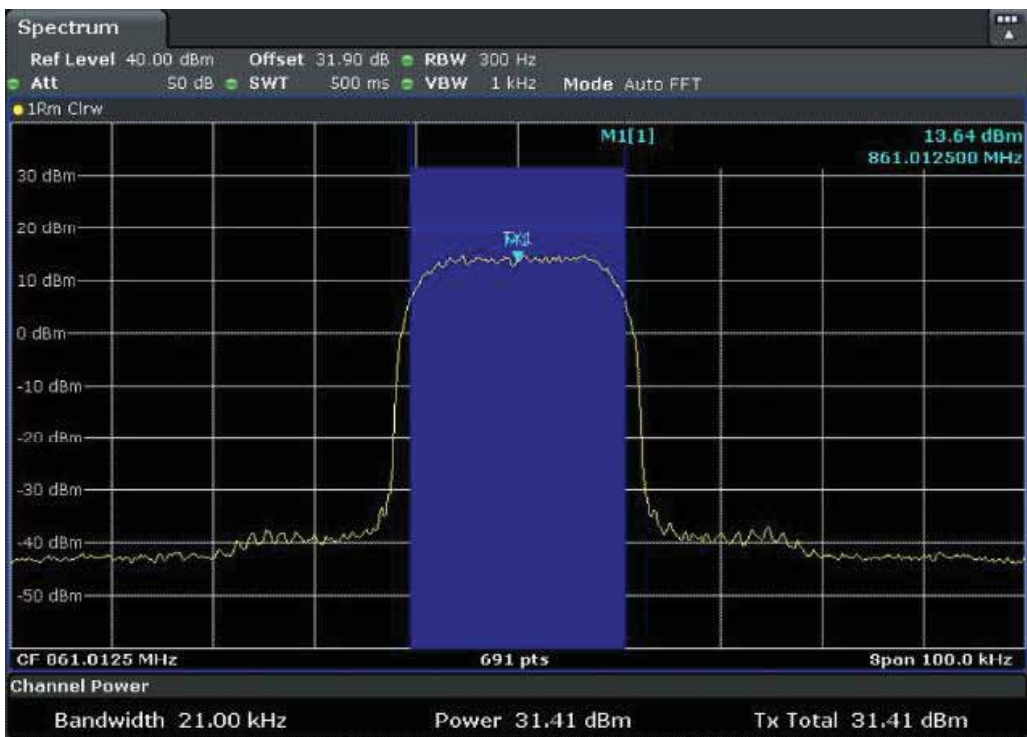 Spectrum
Ref Level 40.00 dBm Offset 31.90 dB RBW 300 Hz
Att 50 dB SWT 500 ms VBW 1 kHz Mode Auto FFT
1Rm Clrw
M1[1] 13.64 dBm
861.012500 MHz
30 dBm
20 dBm
10 dBm
0 dBm
-10 dBm
-20 dBm
-30 dBm
-40 dBm
-50 dBm
CF 861.0125 MHz 691 pts Span 100.0 kHz
Channel Power
Bandwidth 21.00 kHz Power 31.41 dBm Tx Total 31.41 dBm